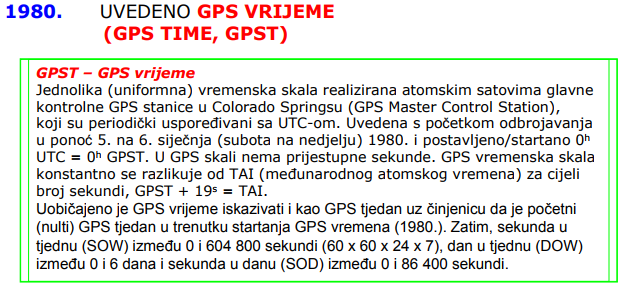 1980. UVEDENO GPS VRIJEME
(GPS TIME, GPST)
GPST – GPS vrijeme
Jednolika (uniformna) vremenska skala realizirana atomskim satovima glavne
kontrolne GPS stanice u Colorado Springsu (GPS Master Control Station),
koji su periodički uspoređivani sa UTC-om. Uvedena s početkom odbrojavanja
u ponoć 5. na 6. siječnja (subota na nedjelju) 1980. i postavljeno/startano 0ʰ
UTC = 0ʰ GPST. U GPS skali nema prijestupne sekunde. GPS vremenska skala
konstantno se razlikuje od TAI (međunarodnog atomskog vremena) za cijeli
broj sekundi, GPST + 19ˢ = TAI.
Uobičajeno je GPS vrijeme iskazivati i kao GPS tjedan uz činjenicu da je početni
(nulti) GPS tjedan u trenutku startanja GPS vremena (1980.). Zatim, sekunda u
tjednu (SOW) između 0 i 604 800 sekundi (60 x 60 x 24 x 7), dan u tjednu (DOW)
između 0 i 6 dana i sekunda u danu (SOD) između 0 i 86 400 sekundi.